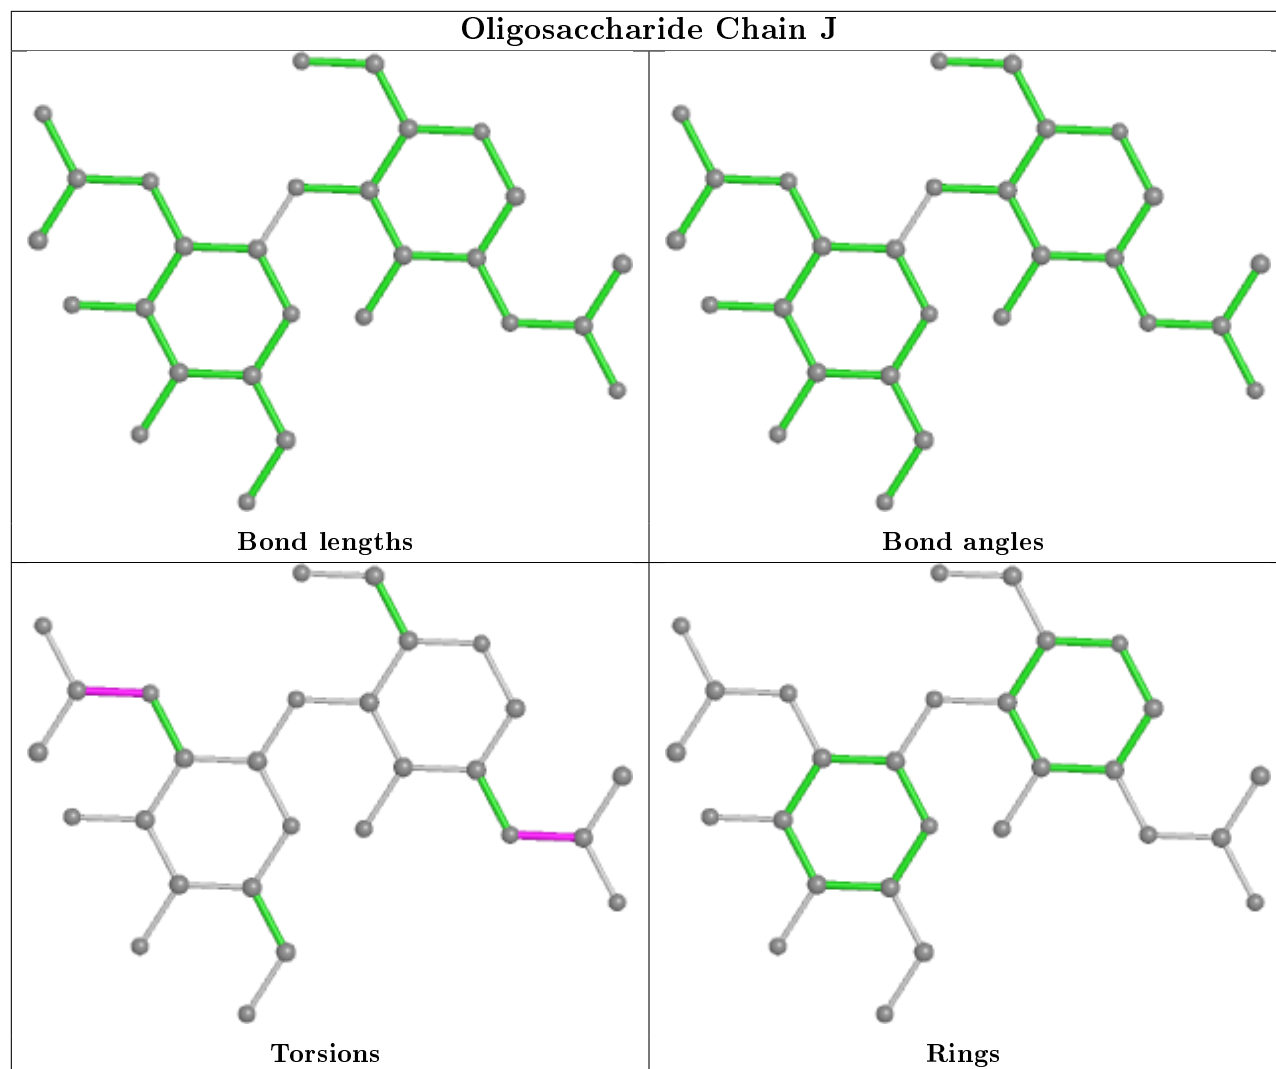 Oligosaccharide Chain J
Bond lengths
Bond angles
Torsions
Rings